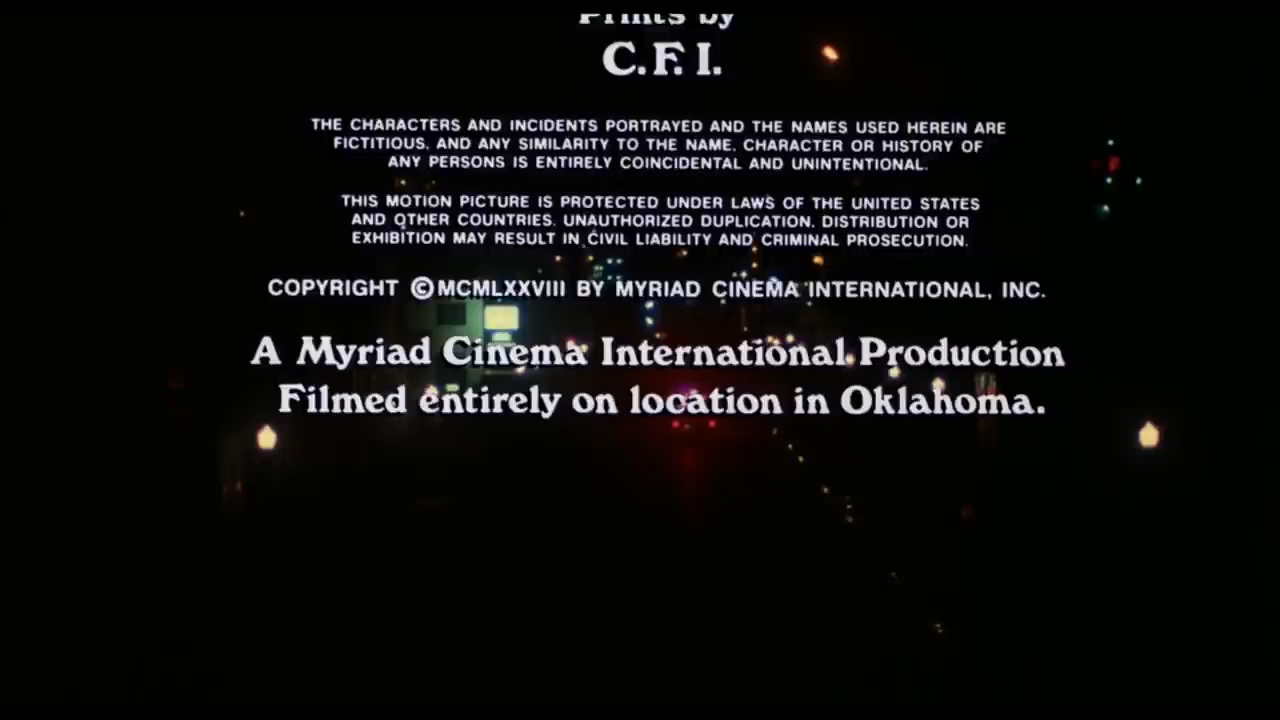 Prints by
C.F.I.
THE CHARACTERS AND INCIDENTS PORTRAYED AND THE NAMES USED HEREIN ARE
FICTITIOUS, AND ANY SIMILARITY TO THE NAME, CHARACTER OR HISTORY OF
ANY PERSONS IS ENTIRELY COINCIDENTAL AND UNINTENTIONAL.
THIS MOTION PICTURE IS PROTECTED UNDER LAWS OF THE UNITED STATES
AND OTHER COUNTRIES. UNAUTHORIZED DUPLICATION, DISTRIBUTION OR
EXHIBITION MAY RESULT IN CIVIL LIABILITY AND CRIMINAL PROSECUTION.
COPYRIGHT ©MCMLXXVIII BY MYRIAD CINEMA INTERNATIONAL, INC.
A Myriad Cinema International Production
Filmed entirely on location in Oklahoma.